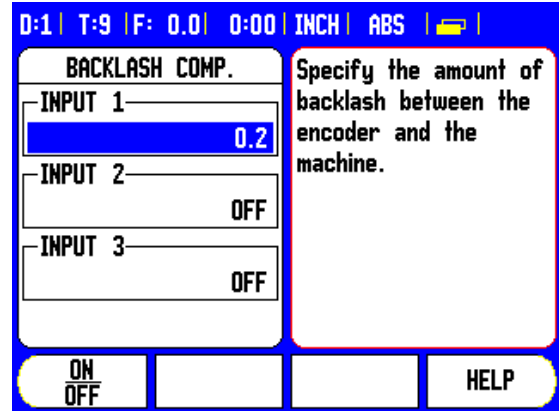 D:1 | T:9 | F: 0.0 | 0:00 | INCH | ABS
BACKLASH COMP.
INPUT 1
0.2
INPUT 2
OFF
INPUT 3
OFF
Specify the amount of
backlash between the
encoder and the
machine.
ON
OFF
HELP